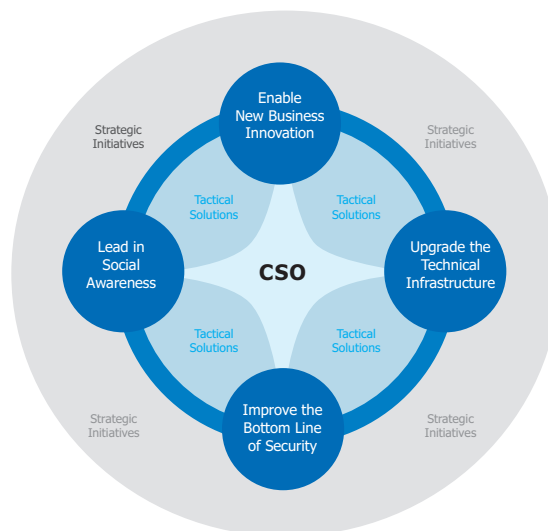 Enable
New Business
Innovation
Strategic
Initiatives
Strategic
Initiatives
Tactical
Solutions
Tactical
Solutions
Lead in
Social
Awareness
CSO
Upgrade the
Technical
Infrastructure
Tactical
Solutions
Tactical
Solutions
Improve the
Bottom Line
of Security
Strategic
Initiatives
Strategic
Initiatives